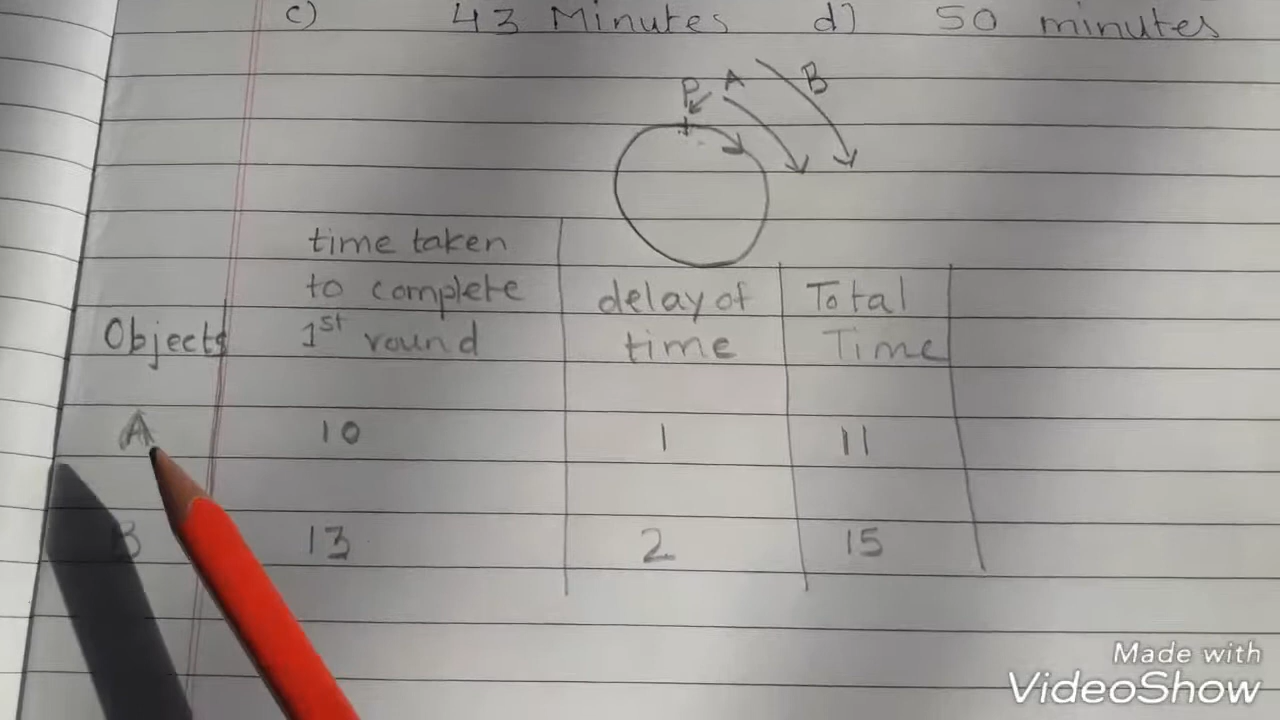 c) 43 Minutes d) 50 minutes
P A B
time taken
to complete delay of Total
Objects 1st round time Time
A 10 1 11
B 13 2 15
Made with
VideoShow